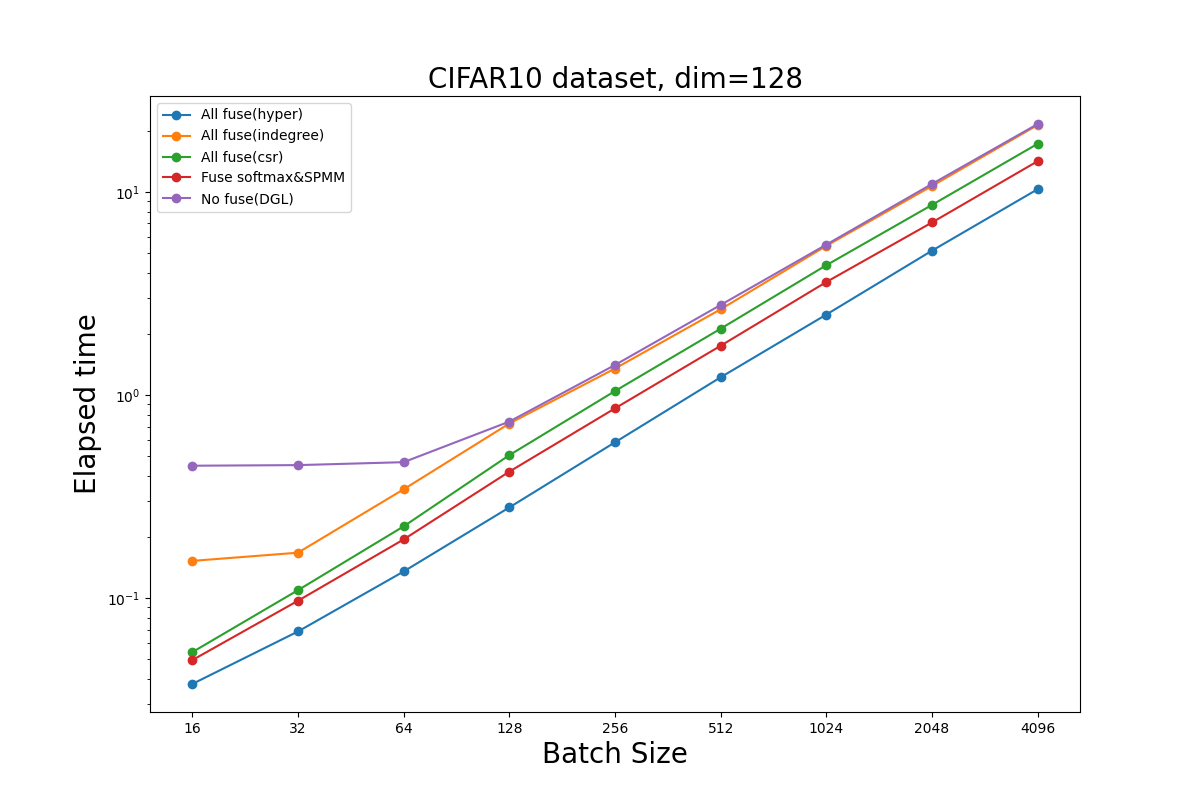 CIFAR10 dataset, dim=128
All fuse(hyper)
All fuse(indegree)
All fuse(csr)
Fuse softmax&SPMM
No fuse(DGL)
10¹
10⁰
10⁻¹
Elapsed time
16 32 64 128 256 512 1024 2048 4096
Batch Size